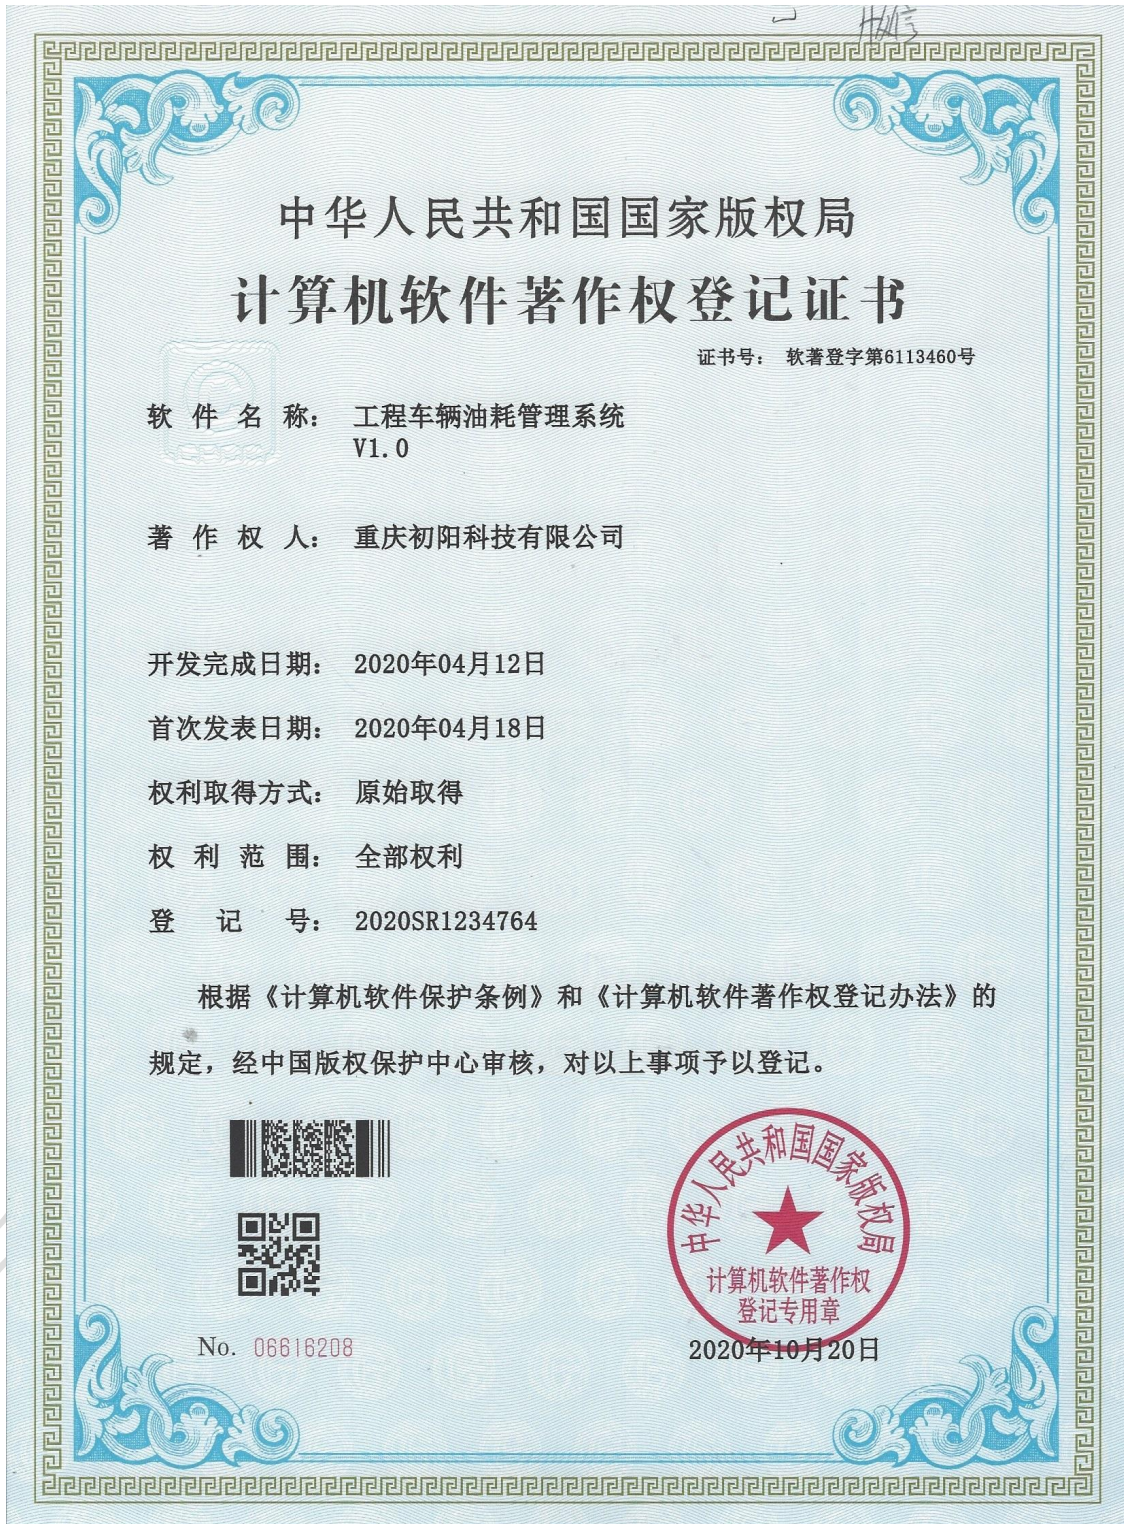 中华人民共和国国家版权局
计算机软件著作权登记证书
证书号： 软著登字第6113460号
软件名称： 工程车辆油耗管理系统
V1.0
著作权人： 重庆初阳科技有限公司
开发完成日期： 2020年04月12日
首次发表日期： 2020年04月18日
权利取得方式： 原始取得
权利范围： 全部权利
登记号： 2020SR1234764
根据《计算机软件保护条例》和《计算机软件著作权登记办法》的
规定，经中国版权保护中心审核，对以上事项予以登记。
中华人民共和国国家版权局
计算机软件著作权
登记专用章
No. 06616208
2020年10月20日